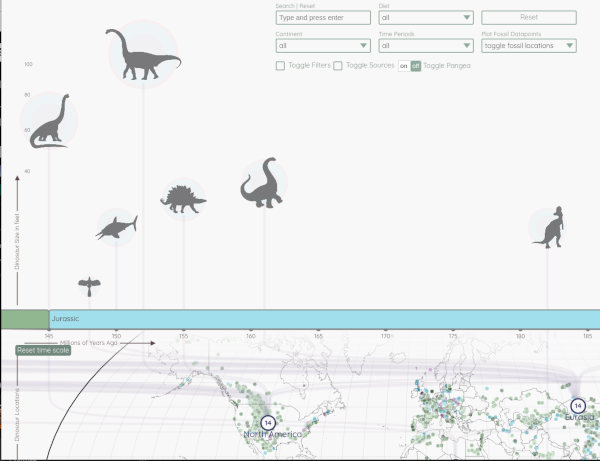 Search | Reset
Diet
Type and press enter
all
Reset
Continent
Time Periods
Plot Fossil Datapoints
all
all
toggle fossil locations
Toggle Filters
Toggle Sources
on
off
Toggle Pangea
100
80
60
40
Dinosaur Size in feet
Jurassic
145
150
155
160
165
170
175
180
185
Millions of Years Ago
Reset time scale
Dinosaur Locations
14
North America
14
Eurasia